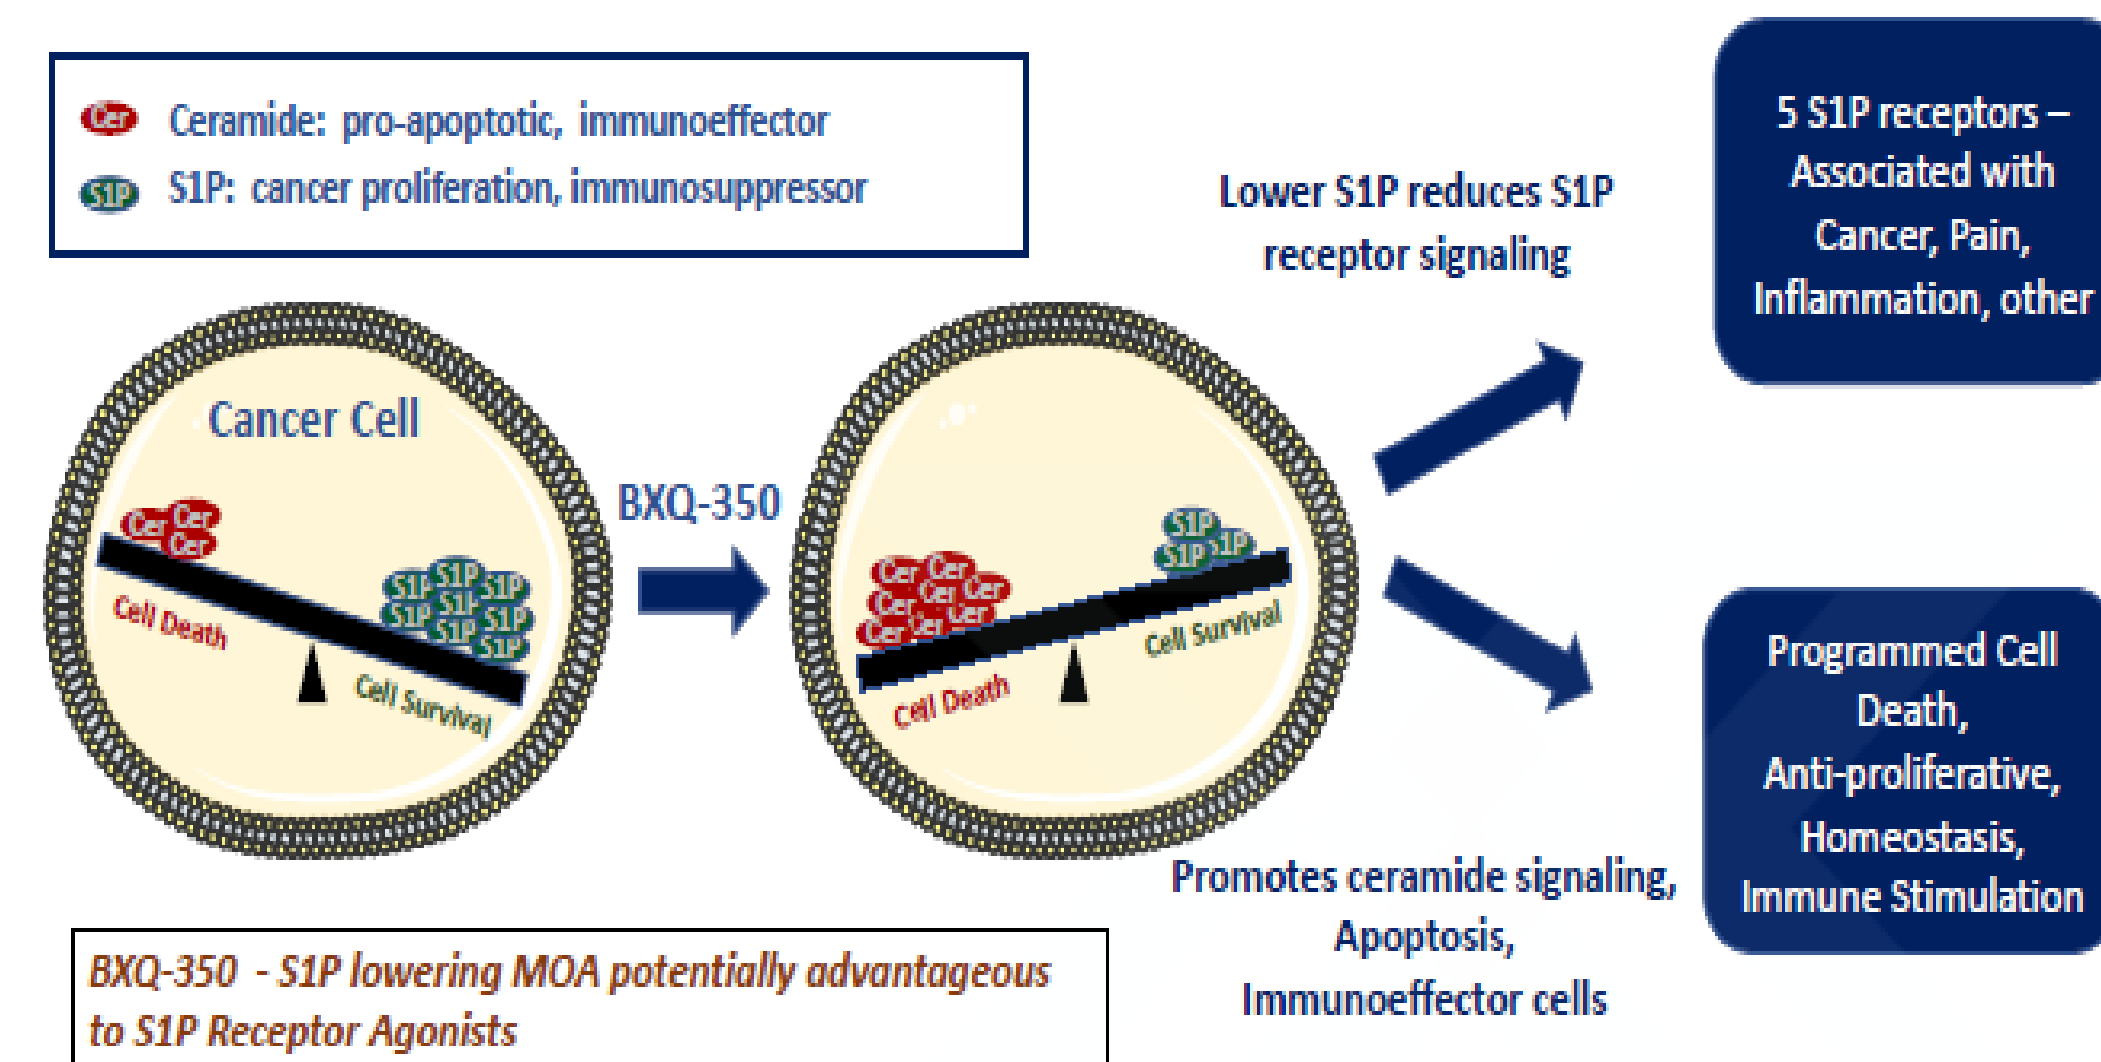 Cer Ceramide: pro-apoptotic, immunoeffector
S1P S1P: cancer proliferation, immunosuppressor
Lower S1P reduces S1P
receptor signaling
5 S1P receptors –
Associated with
Cancer, Pain,
Inflammation, other
Cancer Cell
Cer Cer
Cer
S1P S1P S1P
S1P S1P S1P
S1P S1P
Cell Death
Cell Survival
BXQ-350
Cer Cer
Cer Cer Cer
Cer Cer Cer
S1P
S1P S1P
Cell Death
Cell Survival
Promotes ceramide signaling,
Apoptosis,
Immunoeffector cells
Programmed Cell
Death,
Anti-proliferative,
Homeostasis,
Immune Stimulation
BXQ-350 - S1P lowering MOA potentially advantageous
to S1P Receptor Agonists